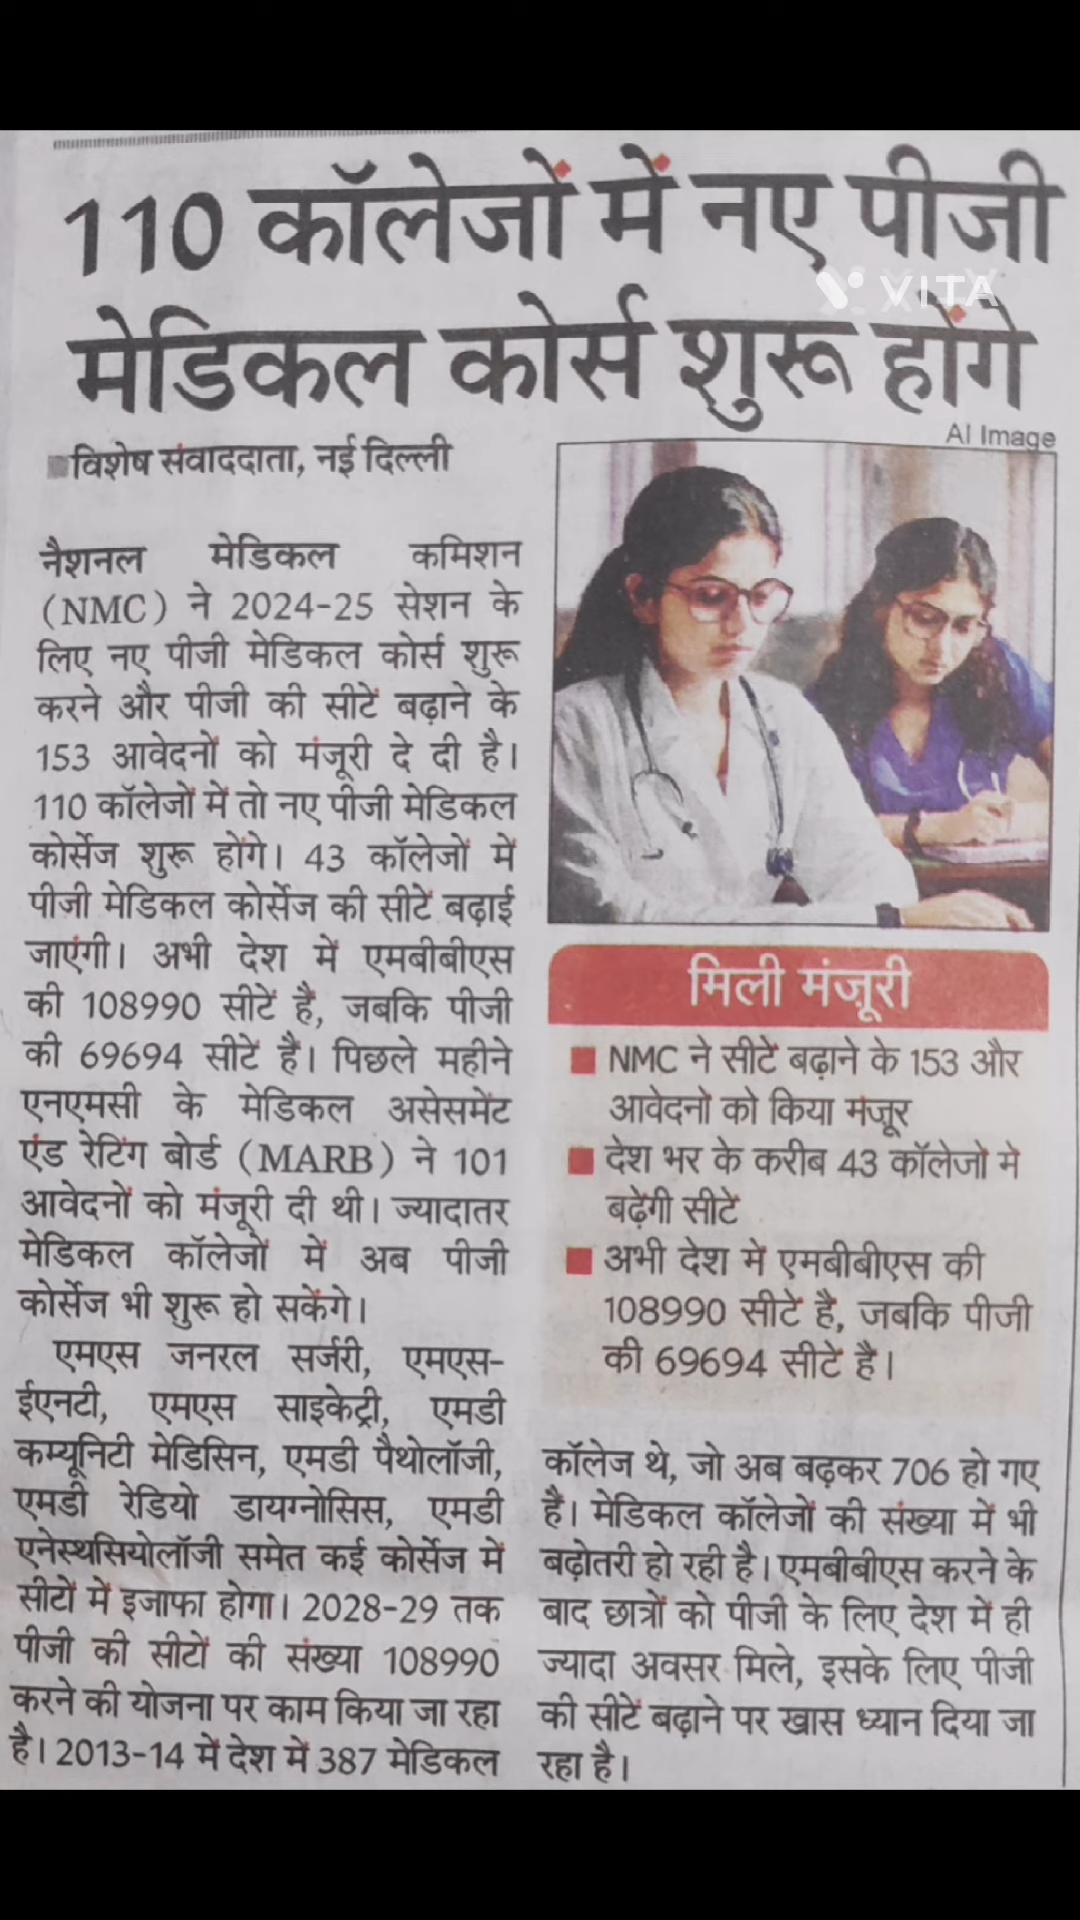 110 कॉलेजों में नए पीजी
मेडिकल कोर्स शुरू होंगे
VITA
AI Image
विशेष संवाददाता, नई दिल्ली
नैशनल मेडिकल कमिशन
(NMC) ने 2024-25 सेशन के
लिए नए पीजी मेडिकल कोर्स शुरू
करने और पीजी की सीटें बढ़ाने के
153 आवेदनों को मंजूरी दे दी है।
110 कॉलेजों में तो नए पीजी मेडिकल
कोर्सेज शुरू होंगे। 43 कॉलेजों में
पीजी मेडिकल कोर्सेज की सीटें बढ़ाई
जाएंगी। अभी देश में एमबीबीएस
की 108990 सीटें है, जबकि पीजी
की 69694 सीटें है। पिछले महीने
एनएमसी के मेडिकल असेसमेंट
एंड रेटिंग बोर्ड (MARB) ने 101
आवेदनों को मंजूरी दी थी। ज्यादातर
मेडिकल कॉलेजों में अब पीजी
कोर्सेज भी शुरू हो सकेंगे।
एमएस जनरल सर्जरी, एमएस-
ईएनटी, एमएस साइकेट्री, एमडी
कम्यूनिटी मेडिसिन, एमडी पैथोलॉजी,
एमडी रेडियो डायग्नोसिस, एमडी
एनेस्थसियोलॉजी समेत कई कोर्सेज में
सीटों में इजाफा होगा। 2028-29 तक
पीजी की सीटों की संख्या 108990
करने की योजना पर काम किया जा रहा
है। 2013-14 में देश में 387 मेडिकल
मिली मंजूरी
NMC ने सीटें बढ़ाने के 153 और
आवेदनों को किया मंजूर
देश भर के करीब 43 कॉलेजों में
बढ़ेंगी सीटें
अभी देश में एमबीबीएस की
108990 सीटें है, जबकि पीजी
की 69694 सीटें है।
कॉलेज थे, जो अब बढ़कर 706 हो गए
है। मेडिकल कॉलेजों की संख्या में भी
बढ़ोतरी हो रही है। एमबीबीएस करने के
बाद छात्रों को पीजी के लिए देश में ही
ज्यादा अवसर मिले, इसके लिए पीजी
की सीटें बढ़ाने पर खास ध्यान दिया जा
रहा है।